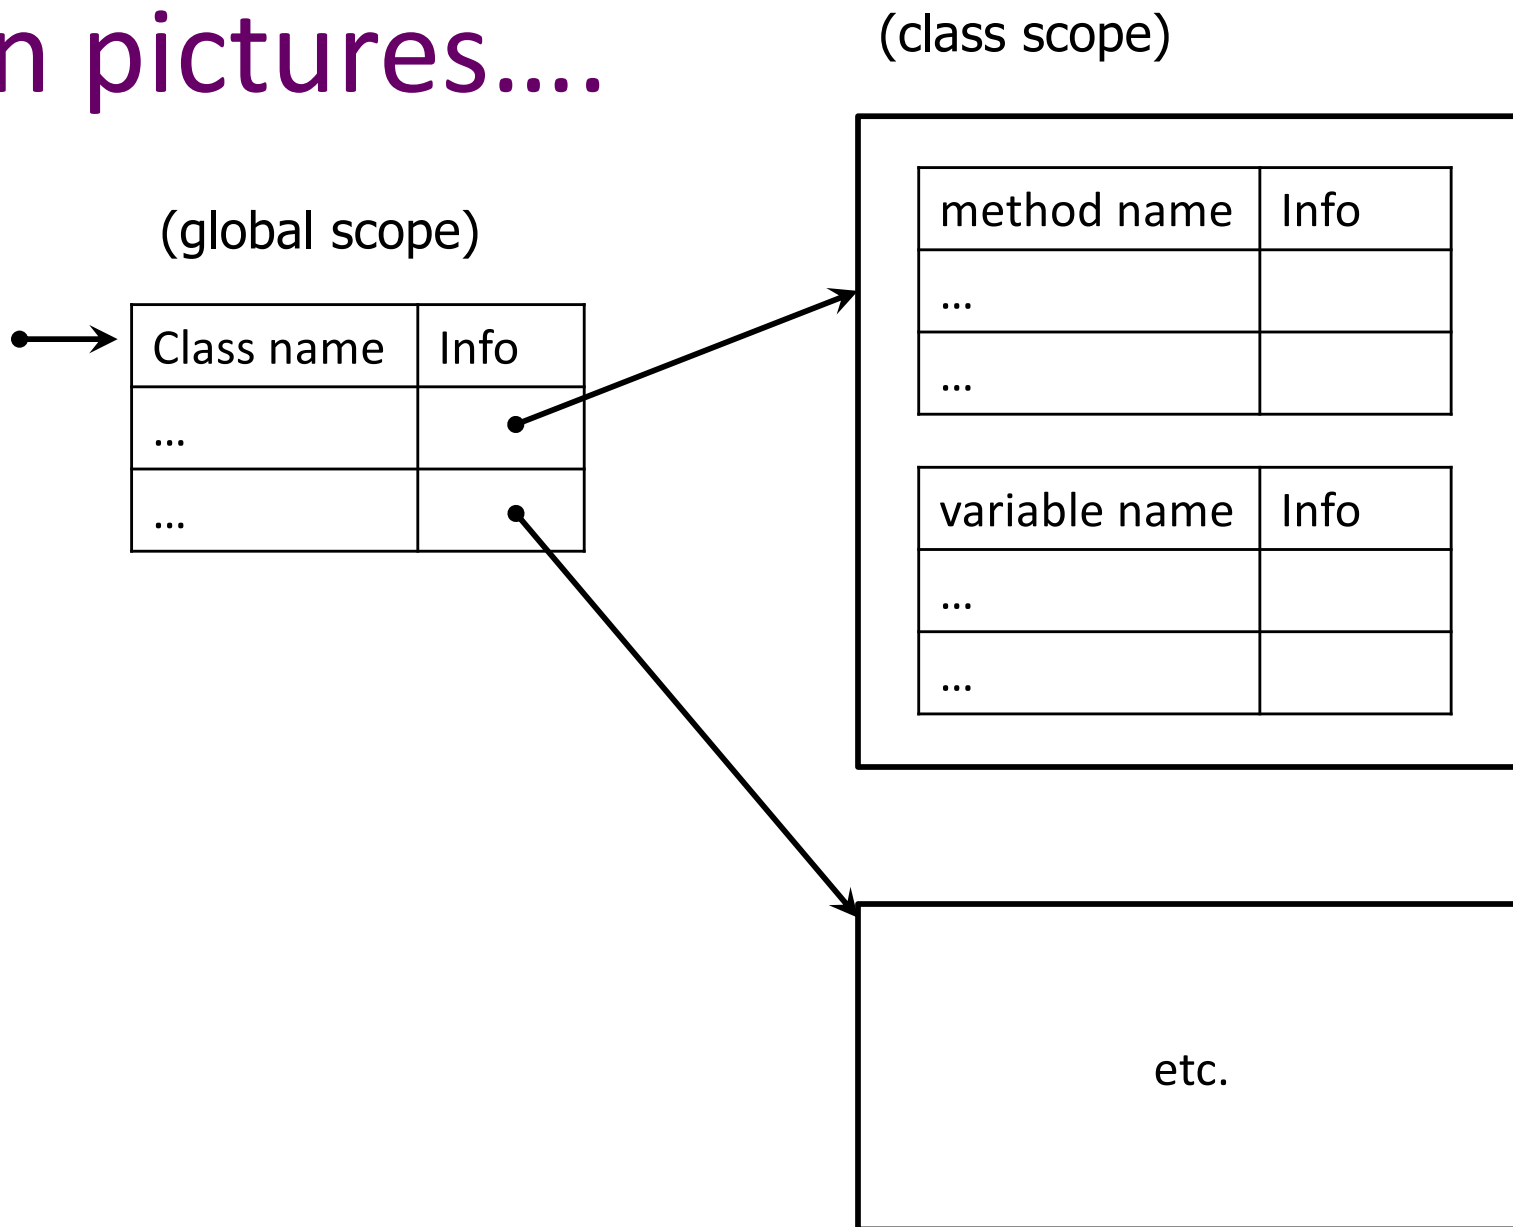 n pictures....
(class scope)
(global scope)
Class name Info
...
...
method name Info
...
...
variable name Info
...
...
etc.